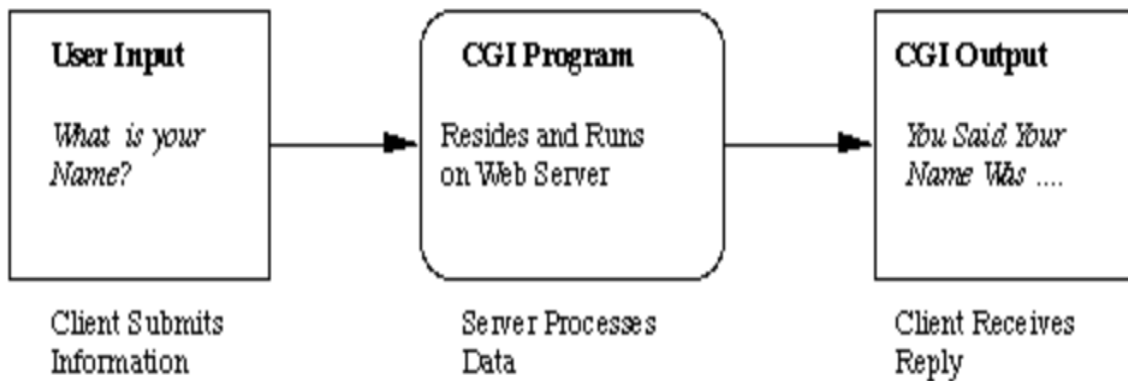 User Input
What is your
Name?
Client Submits
Information
CGI Program
Resides and Runs
on Web Server
Server Processes
Data
CGI Output
You Said Your
Name Was ....
Client Receives
Reply